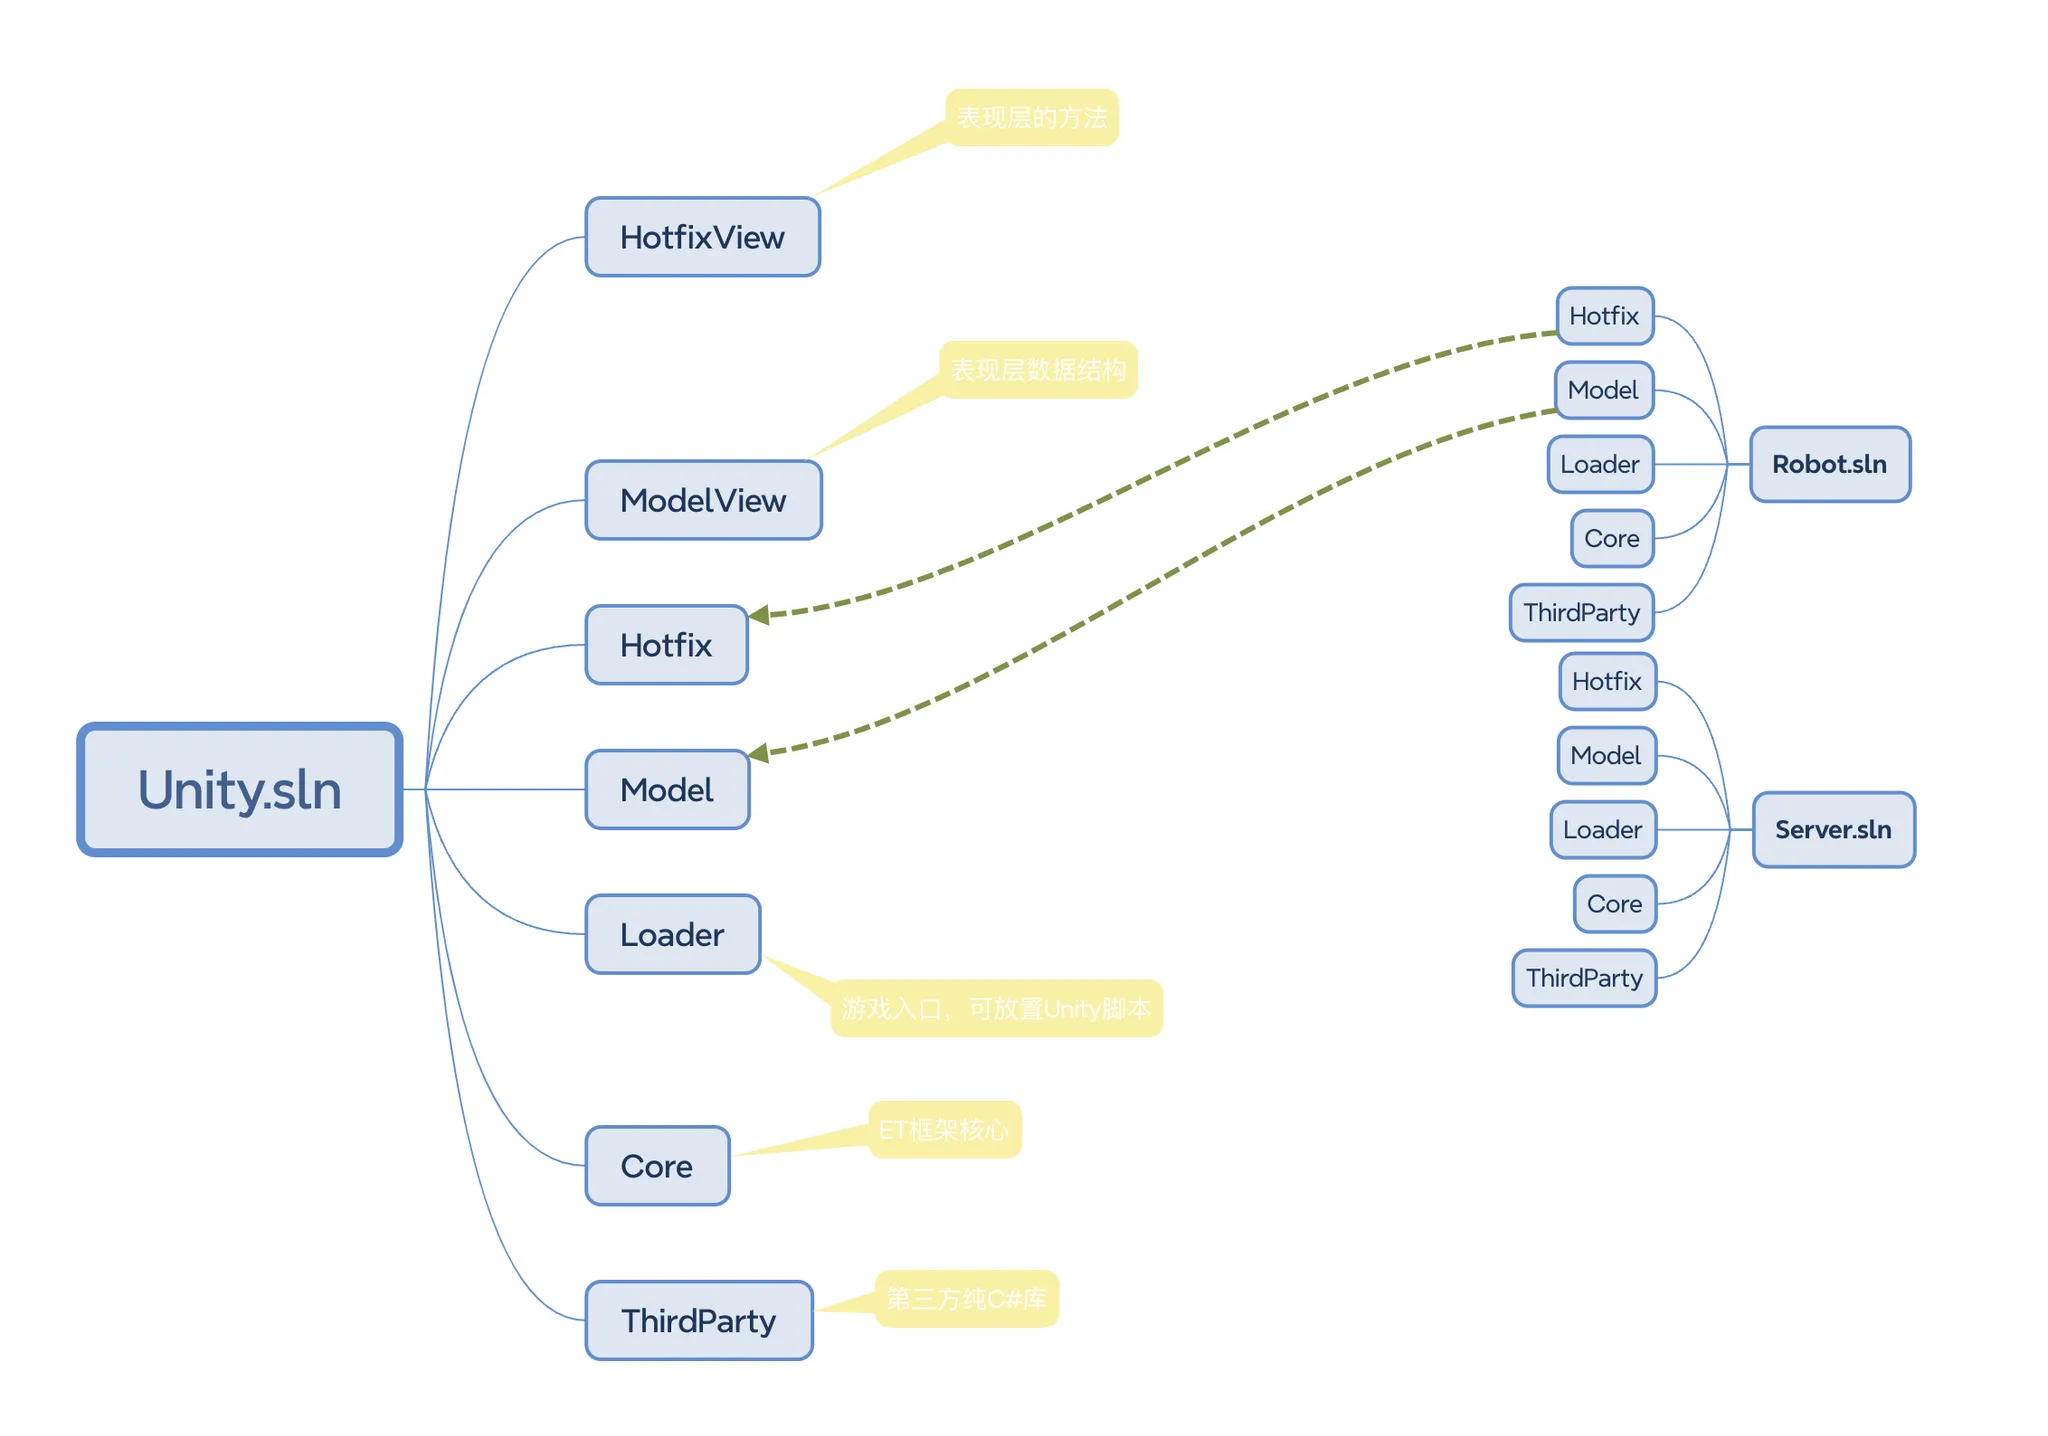 表现层的方法
HotfixView
表现层数据结构
ModelView
Hotfix
Unity.sln
Model
Loader
游戏入口，可放置Unity脚本
ET框架核心
Core
第三方纯C#库
ThirdParty
Hotfix
Model
Loader
Robot.sln
Core
ThirdParty
Hotfix
Model
Loader
Server.sln
Core
ThirdParty